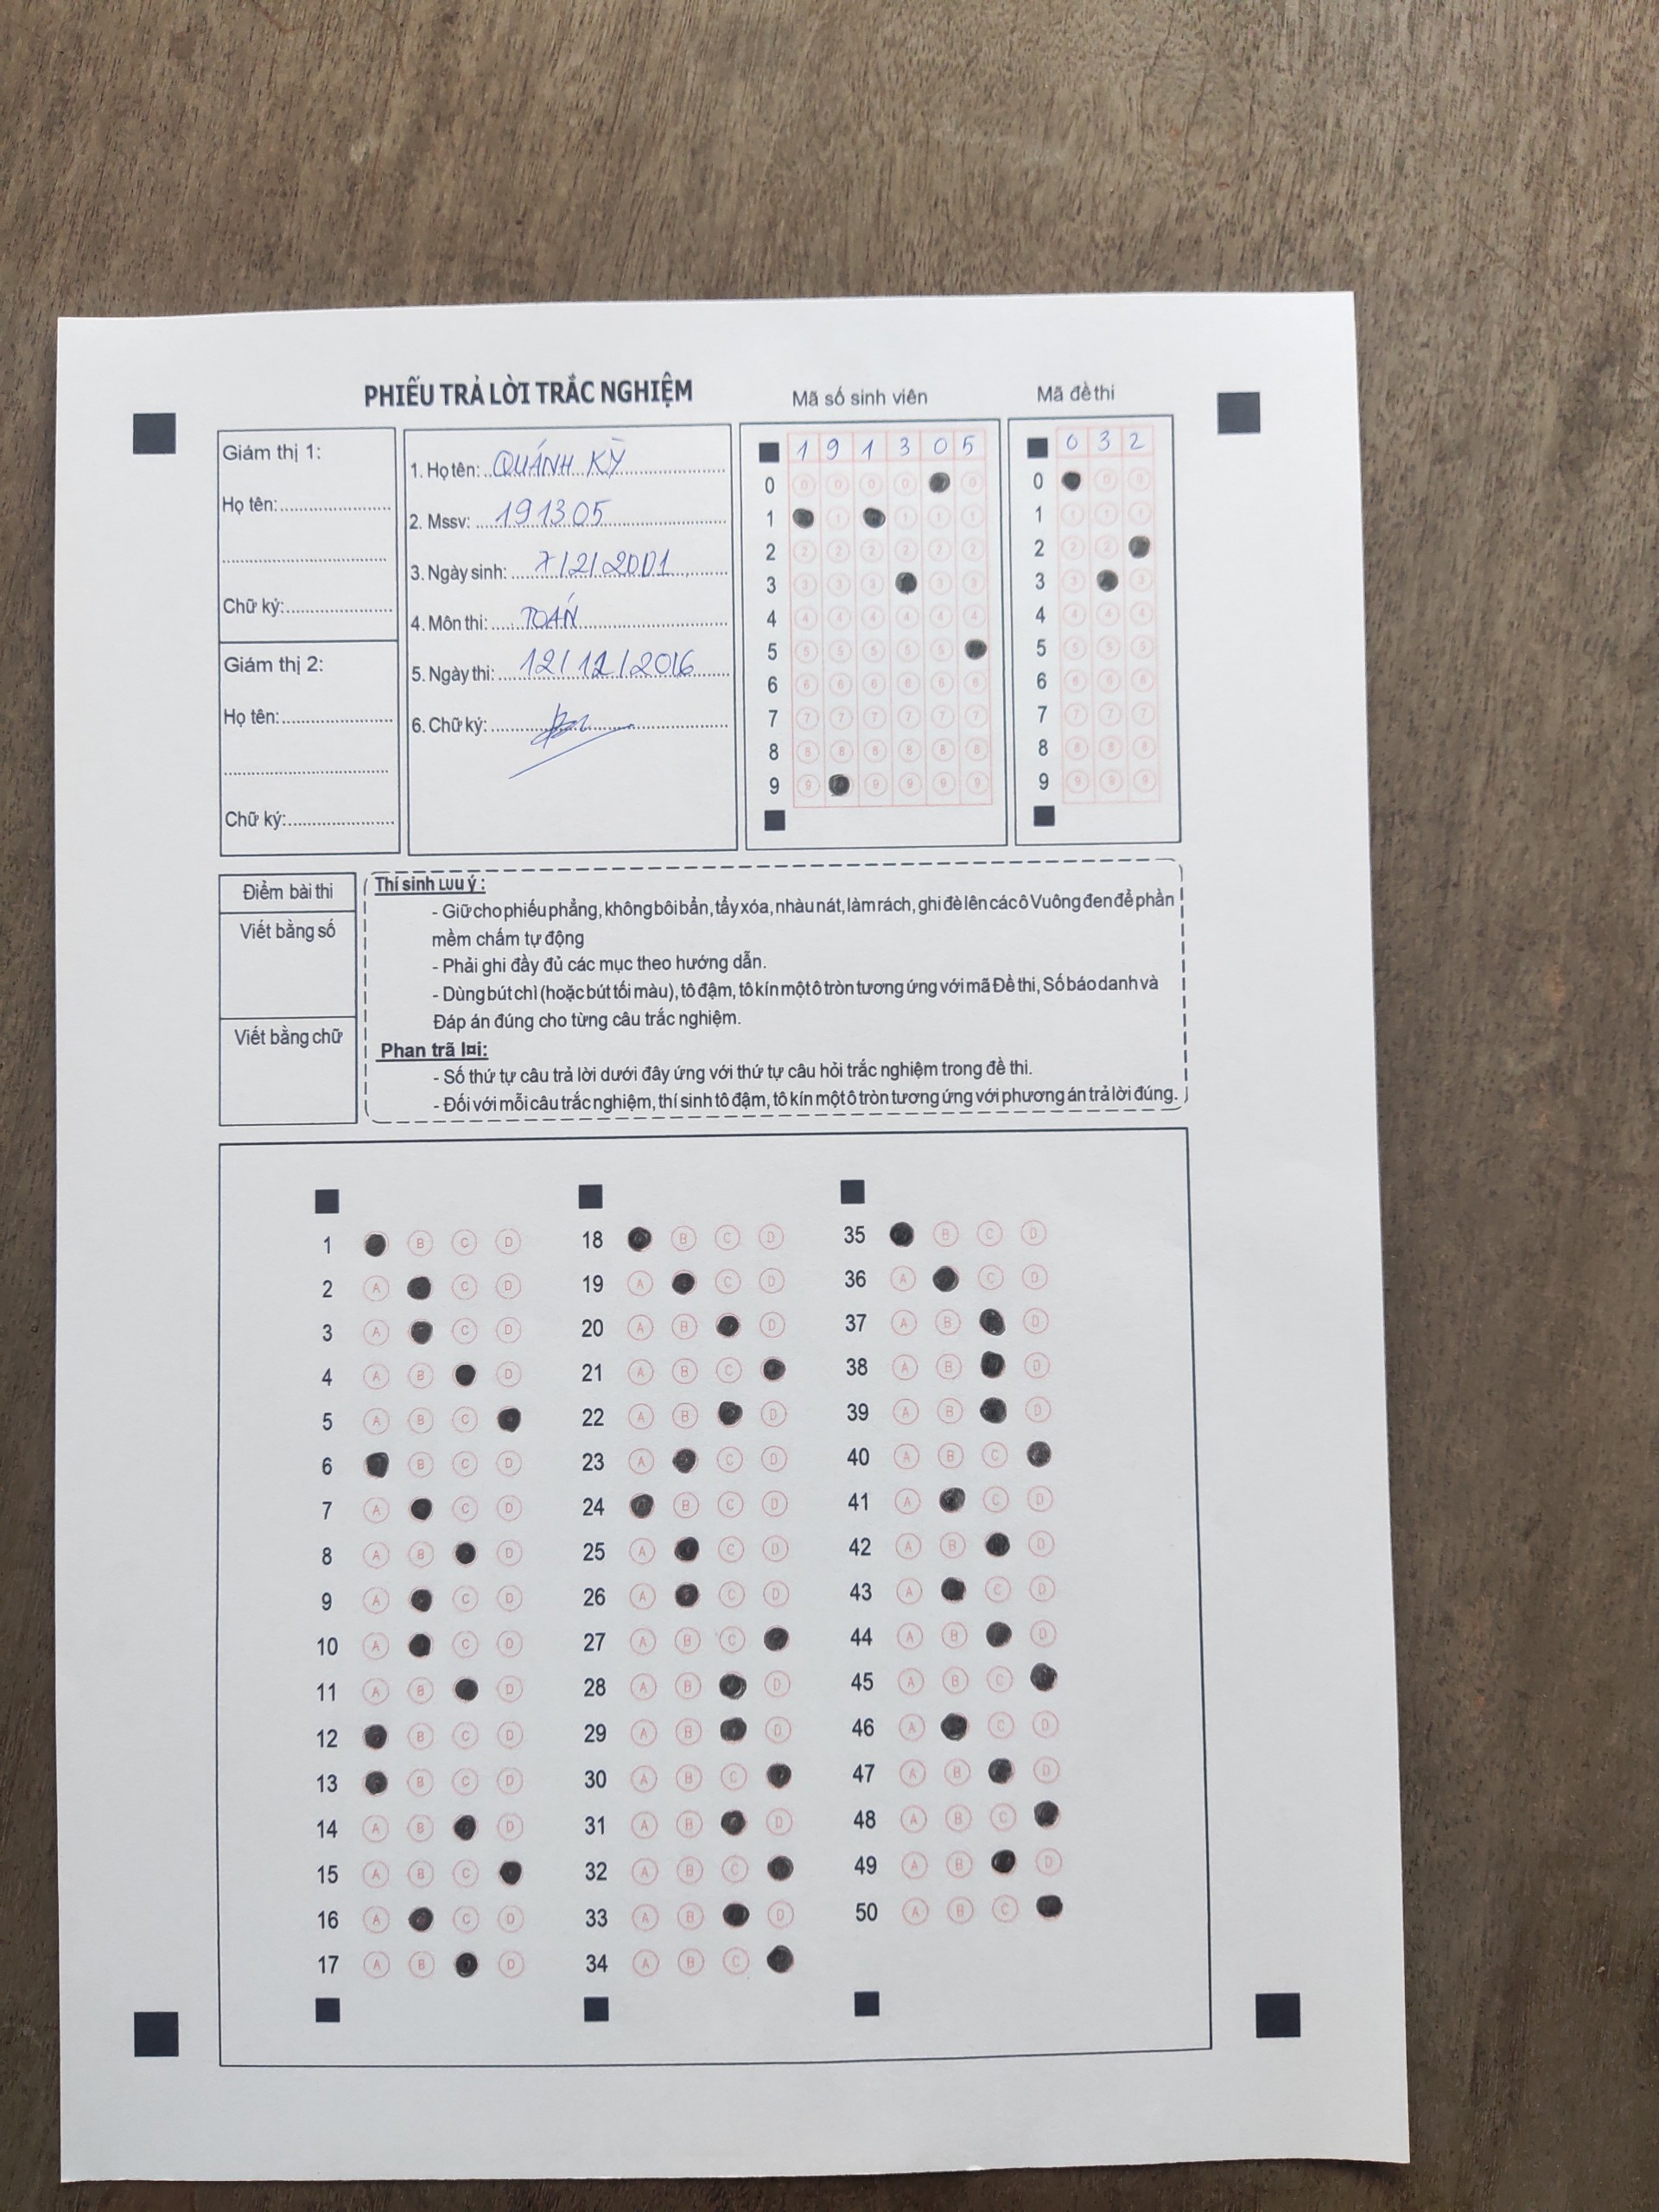 PHIẾU TRẢ LỜI TRẮC NGHIỆM
Mã số sinh viên
Mã đề thi
Giám thị 1:
Họ tên:
Chữ ký:
Giám thị 2:
Họ tên:
Chữ ký:
1. Họ tên: QUÁNH KỲ
2. Mssv: 191305
3. Ngày sinh: 7/2/2001
4. Môn thi: TOÁN
5. Ngày thi: 12/12/2016
6. Chữ ký:
1 9 1 3 0 5
0 0 0 0 0
1 1 1 1 1
2 2 2 2 2 2 2
3 3 3 3 3 3
4 4 4 4 4 4 4
5 5 5 5 5 5
6 6 6 6 6 6 6
7 7 7 7 7 7 7
8 8 8 8 8 8 8
9 9 9 9 9 9
0 3 2
0 0 0
1 1 1 1
2 2 2
3 3 3
4 4 4 4
5 5 5 5
6 6 6 6
7 7 7 7
8 8 8 8
9 9 9 9
Điểm bài thi
Viết bằng số
Viết bằng chữ
Thí sinh Lưu ý :
- Giữ cho phiếu phẳng, không bôi bẩn, tẩy xóa, nhàu nát, làm rách, ghi đè lên các ô Vuông đen để phần
mềm chấm tự động
- Phải ghi đầy đủ các mục theo hướng dẫn.
- Dùng bút chì (hoặc bút tối màu), tô đậm, tô kín một ô tròn tương ứng với mã Đề thi, Số báo danh và
Đáp án đúng cho từng câu trắc nghiệm.
Phan trã l¤i:
- Số thứ tự câu trả lời dưới đây ứng với thứ tự câu hỏi trắc nghiệm trong đề thi.
- Đối với mỗi câu trắc nghiệm, thí sinh tô đậm, tô kín một ô tròn tương ứng với phương án trả lời đúng.
1 B C D
2 A C D
3 A C D
4 A B D
5 A B C
6 B C D
7 A C D
8 A B D
9 A C D
10 A C D
11 A B D
12 B C D
13 B C D
14 A B D
15 A B C
16 A C D
17 A B D
18 B C D
19 A C D
20 A B D
21 A B C
22 A B D
23 A C D
24 B C D
25 A C D
26 A C D
27 A B C
28 A B D
29 A B D
30 A B C
31 A B D
32 A B C
33 A B D
34 A B C
35 B C D
36 A C D
37 A B D
38 A B D
39 A B D
40 A B C
41 A C D
42 A B D
43 A C D
44 A B D
45 A B C
46 A C D
47 A B D
48 A B C
49 A B D
50 A B C